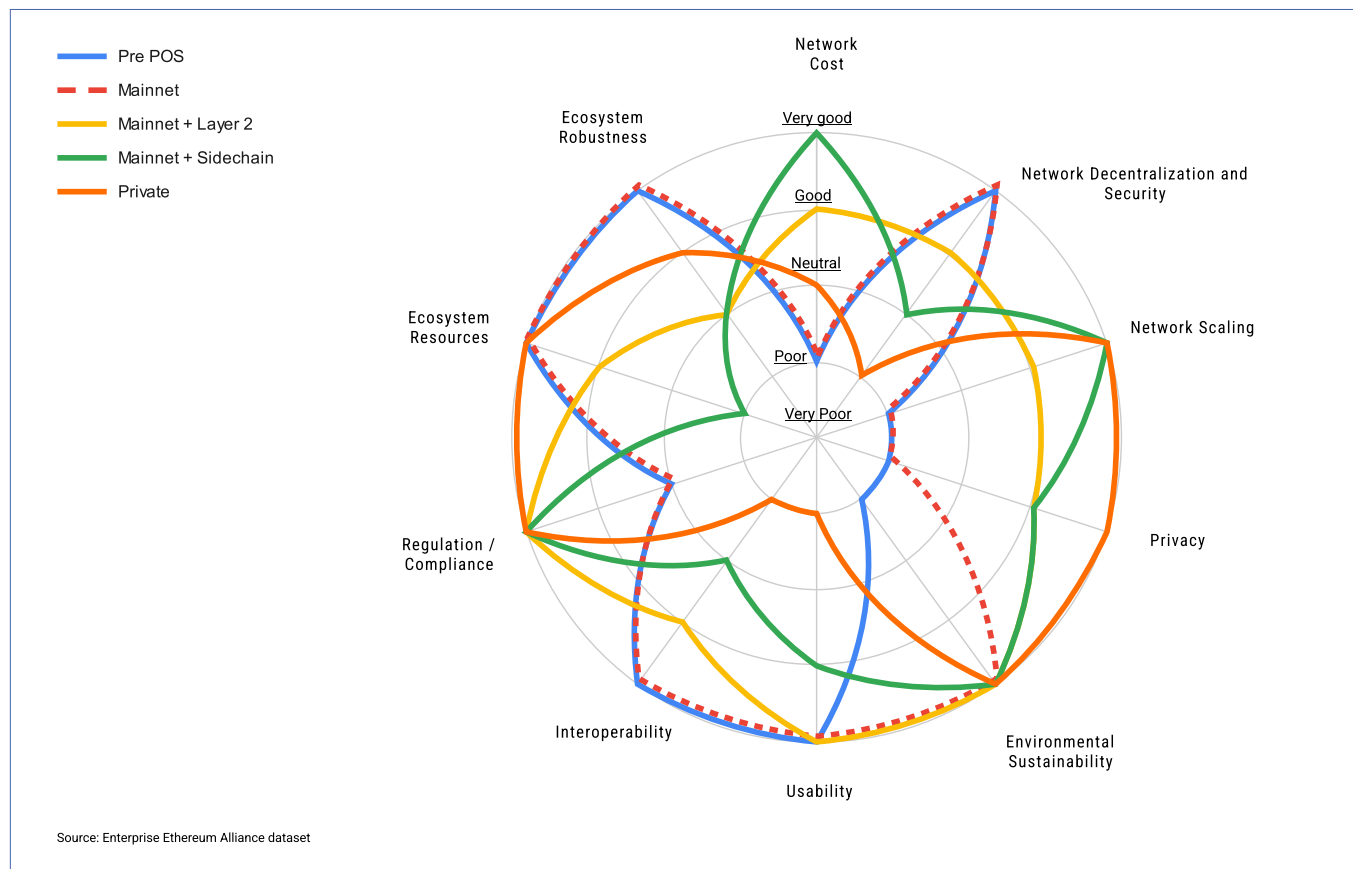 Pre POS
Mainnet
Mainnet + Layer 2
Mainnet + Sidechain
Private
Network
Cost
Ecosystem
Robustness
Very good
Network Decentralization and
Security
Good
Neutral
Ecosystem
Resources
Network Scaling
Poor
Very Poor
Regulation /
Compliance
Privacy
Interoperability
Environmental
Sustainability
Usability
Source: Enterprise Ethereum Alliance dataset